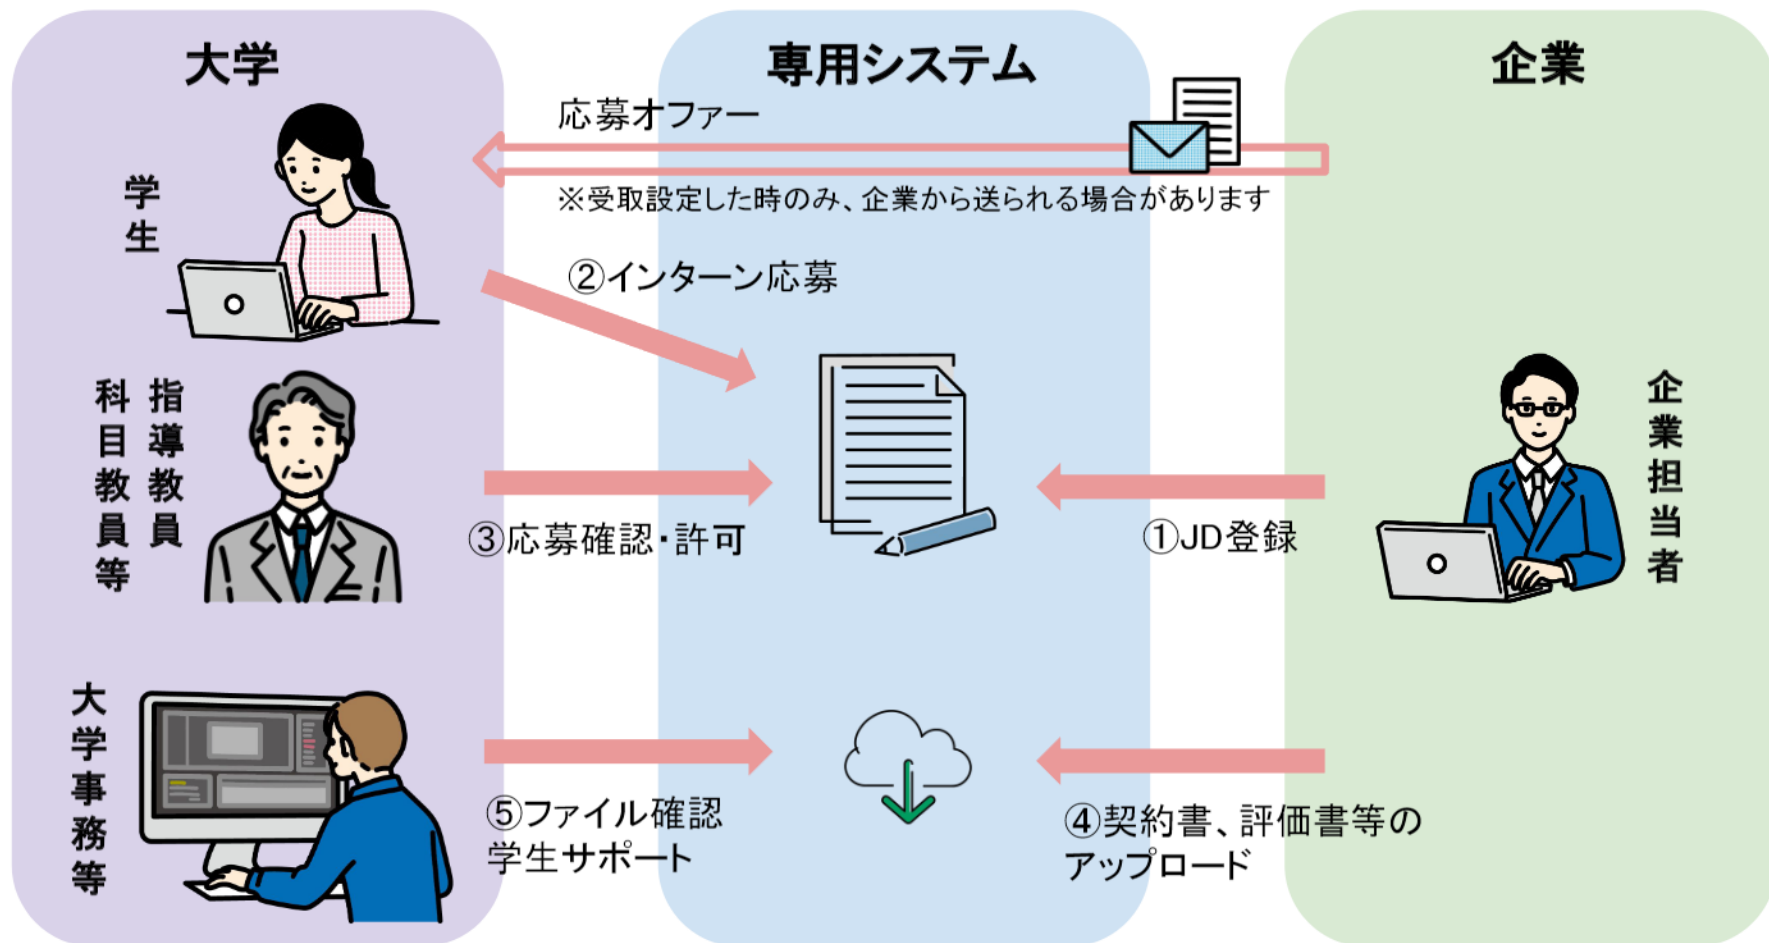 大学
専用システム
企業
応募オファー
※受取設定した時のみ、企業から送られる場合があります
学生
②インターン応募
指導教員
科目教員等
③応募確認・許可
①JD登録
企業担当者
大学事務等
⑤ファイル確認
学生サポート
④契約書、評価書等の
アップロード